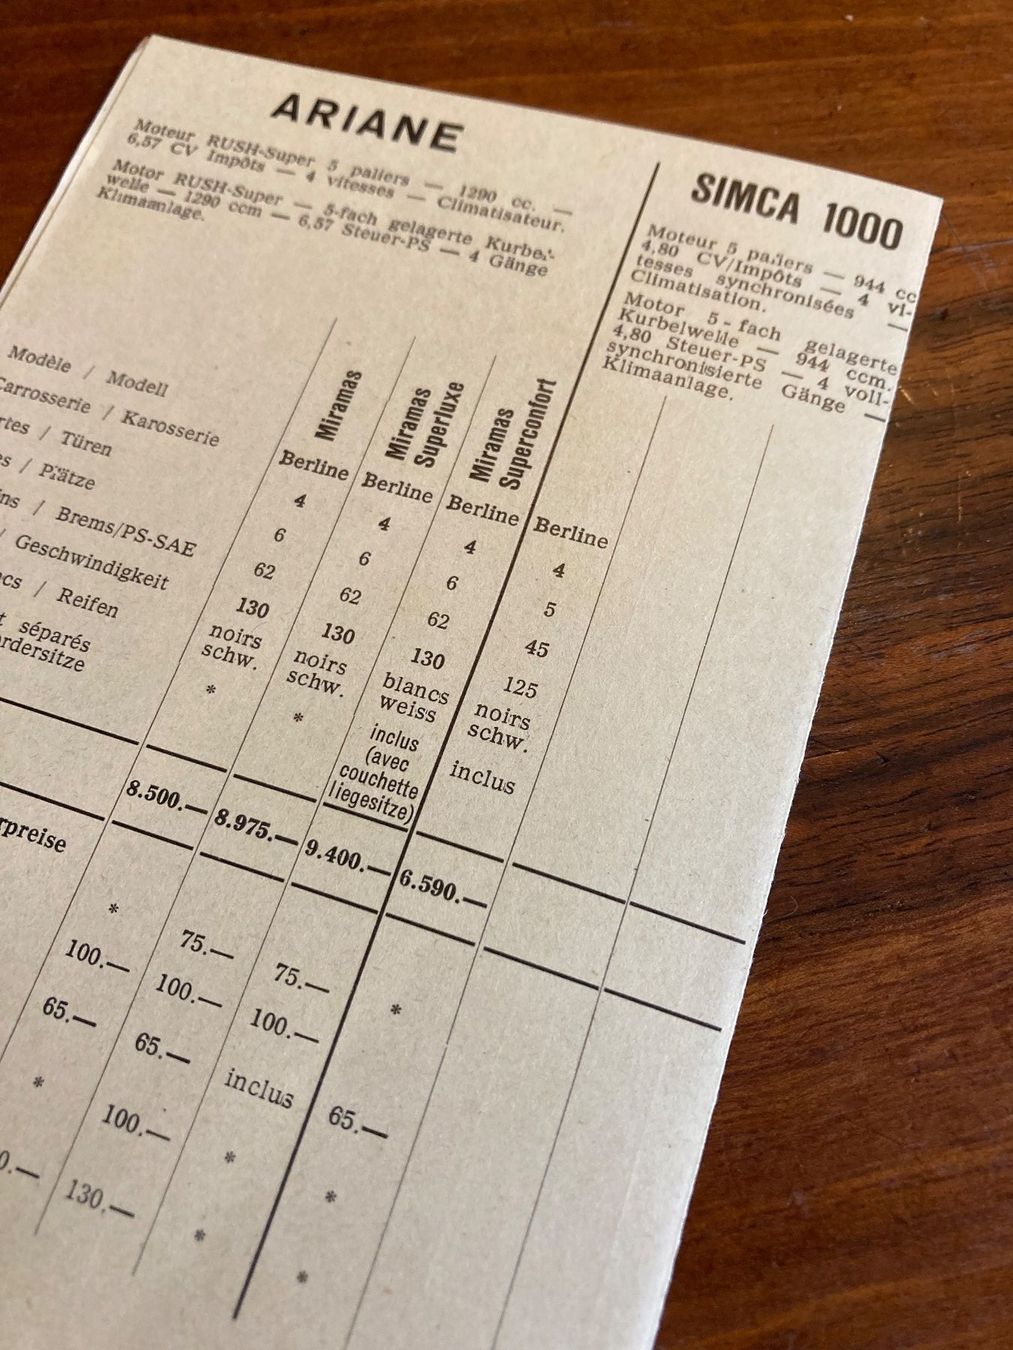 ARIANE
Moteur RUSH-Super 5 paliers — 1290 cc. —
6,57 CV Impôts — 4 vitesses — Climatisateur.
Motor RUSH-Super — 5-fach gelagerte Kurbel-
welle — 1290 ccm — 6,57 Steuer-PS — 4 Gänge
Klimaanlage.
SIMCA 1000
Moteur 5 paliers — 944 cc
4,80 CV/Impôts — 4 vi-
tesses synchronisées —
Climatisation.
Motor 5-fach gelagerte
Kurbelwelle — 944 ccm.
4,80 Steuer-PS — 4 voll-
synchronisierte Gänge —
Klimaanlage.
Modèle / Modell
Miramas
Miramas
Superluxe
Miramas
Superconfort
Carrosserie / Karosserie
Berline Berline Berline Berline
rtes / Türen
4 4 4 4
es / Plätze
6 6 6 5
ins / Brems/PS-SAE
62 62 62 45
/ Geschwindigkeit
130 130 130 125
ocs / Reifen
noirs
schw.
noirs
schw.
blancs
weiss
noirs
schw.
t séparés
rdersitze
*
*
inclus
(avec
couchette
liegesitze)
inclus
rpreise
8.500.— 8.975.— 9.400.— 6.590.—
* 75.— 75.— *
100.— 100.— 100.—
65.— 65.— inclus 65.—
* 100.— * *
0.— 130.— * *